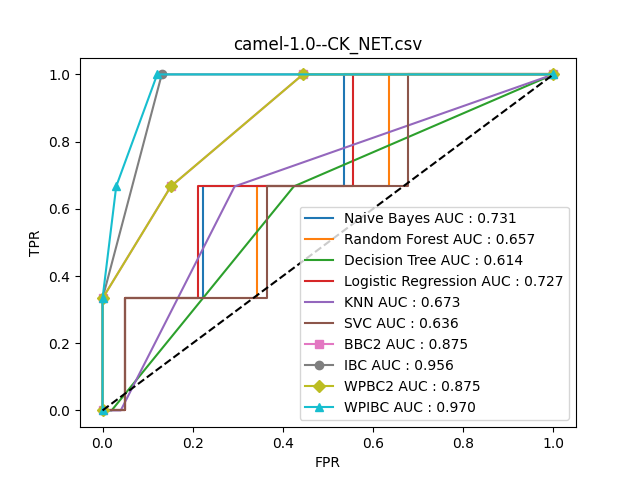 camel-1.0--CK_NET.csv
TPR
1.0
0.8
0.6
0.4
0.2
0.0
Naive Bayes AUC : 0.731
Random Forest AUC : 0.657
Decision Tree AUC : 0.614
Logistic Regression AUC : 0.727
KNN AUC : 0.673
SVC AUC : 0.636
BBC2 AUC : 0.875
IBC AUC : 0.956
WPBC2 AUC : 0.875
WPIBC AUC : 0.970
0.0 0.2 0.4 0.6 0.8 1.0
FPR